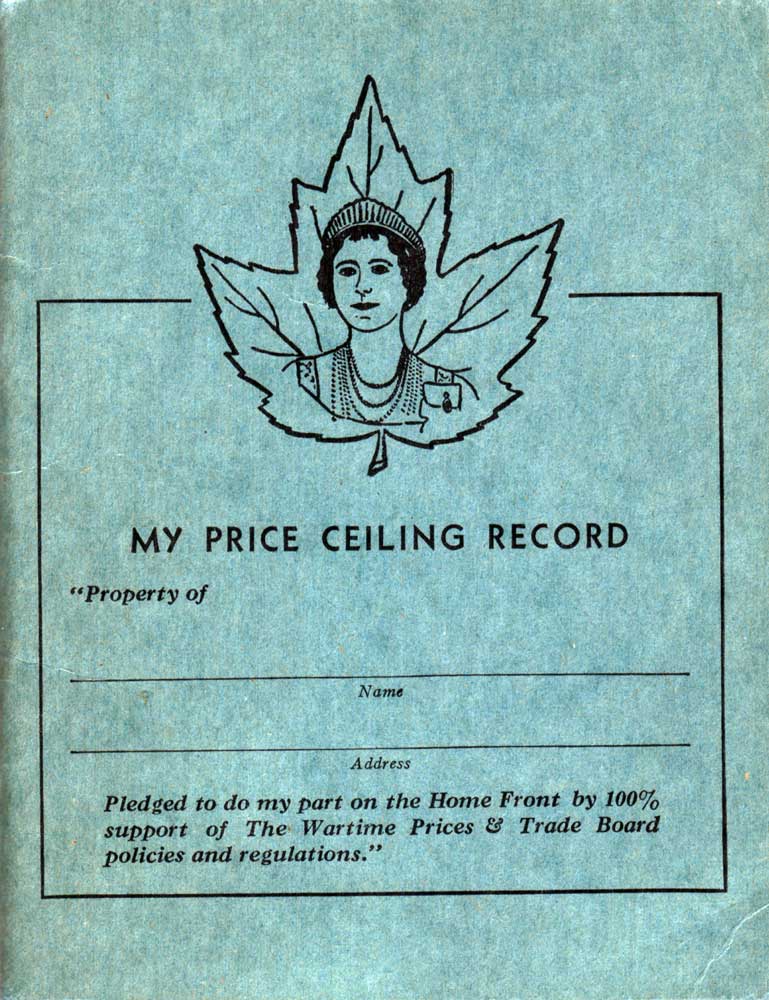 MY PRICE CEILING RECORD
“Property of
Name
Address
Pledged to do my part on the Home Front by 100%
support of The Wartime Prices & Trade Board
policies and regulations.”